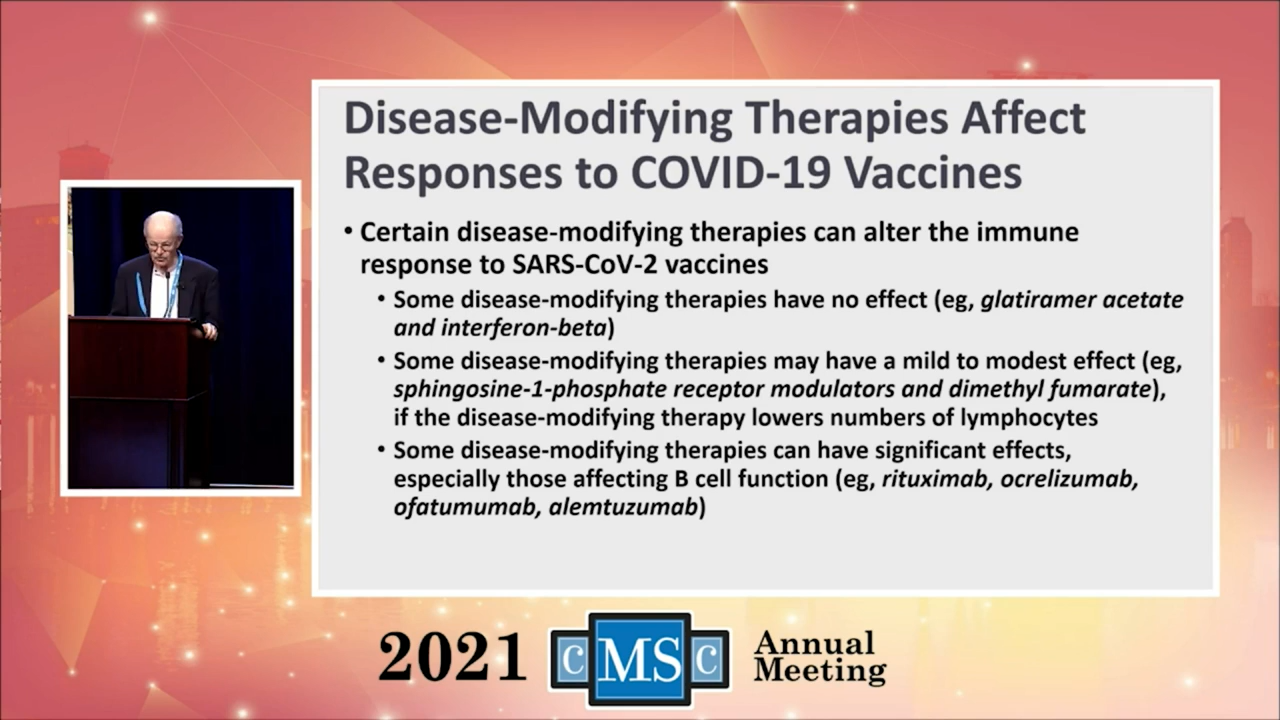 Disease-Modifying Therapies Affect
Responses to COVID-19 Vaccines
• Certain disease-modifying therapies can alter the immune
response to SARS-CoV-2 vaccines
• Some disease-modifying therapies have no effect (eg, glatiramer acetate
and interferon-beta)
• Some disease-modifying therapies may have a mild to modest effect (eg,
sphingosine-1-phosphate receptor modulators and dimethyl fumarate),
if the disease-modifying therapy lowers numbers of lymphocytes
• Some disease-modifying therapies can have significant effects,
especially those affecting B cell function (eg, rituximab, ocrelizumab,
ofatumumab, alemtuzumab)
2021 CMSC Annual
Meeting